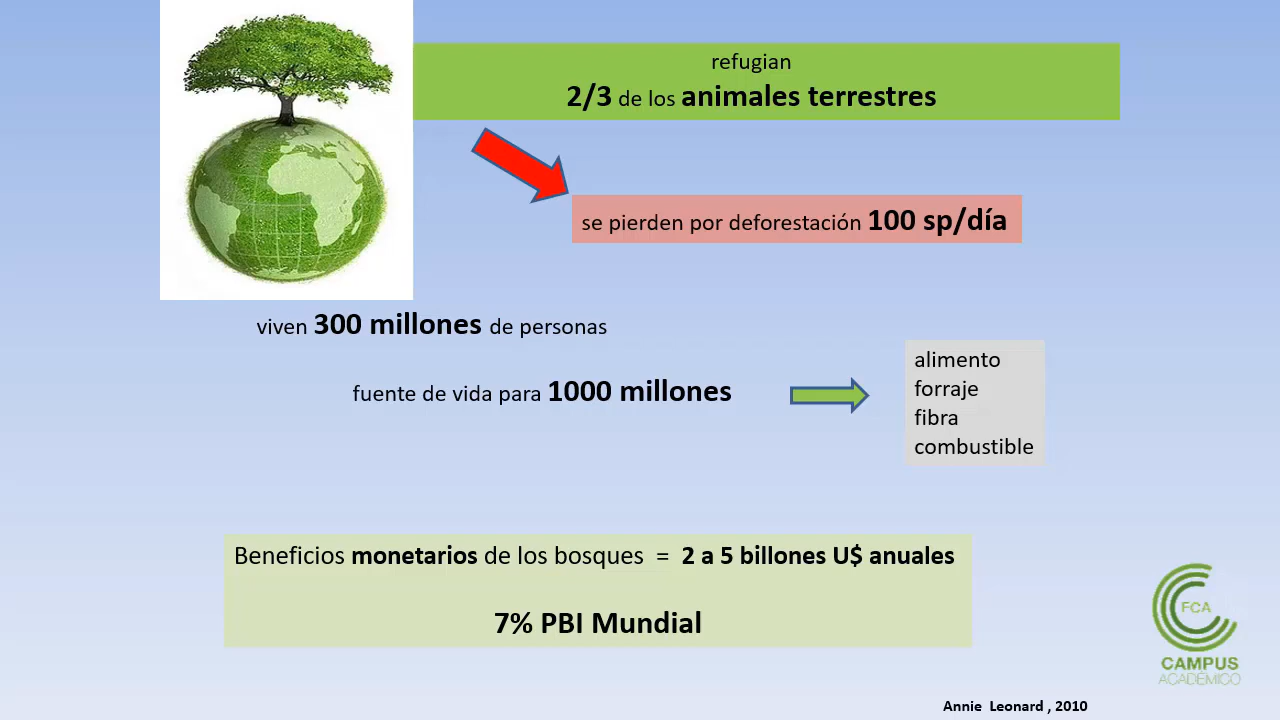 refugian
2/3 de los animales terrestres
se pierden por deforestación 100 sp/día
viven 300 millones de personas
fuente de vida para 1000 millones
alimento
forraje
fibra
combustible
Beneficios monetarios de los bosques = 2 a 5 billones U$ anuales
7% PBI Mundial
FCA
CAMPUS
ACADÉMICO
Annie Leonard , 2010